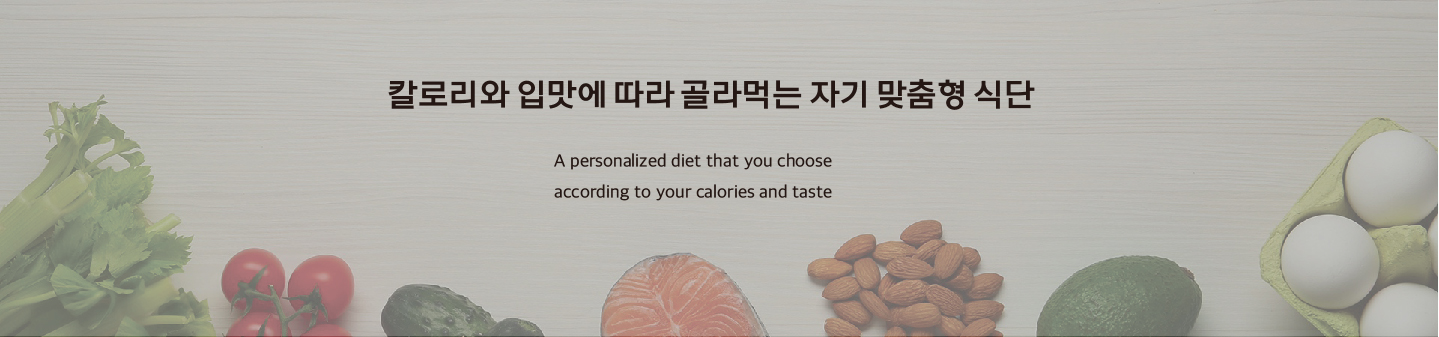 칼로리와 입맛에 따라 골라먹는 자기 맞춤형 식단
A personalized diet that you choose
according to your calories and taste